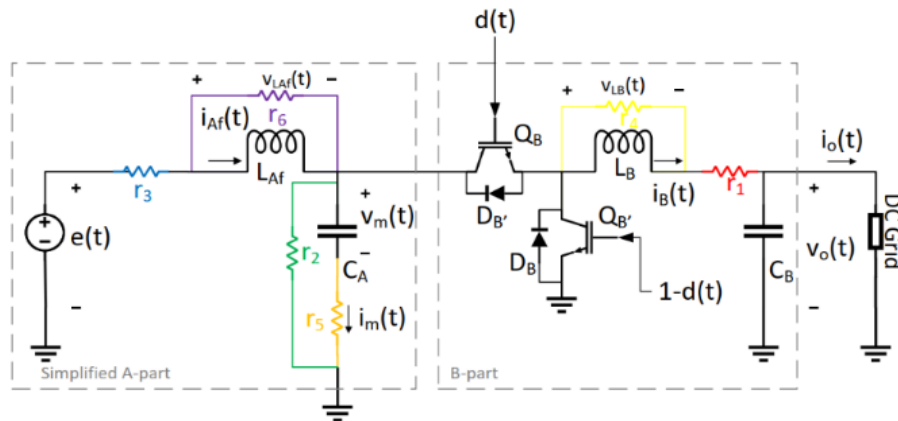 d(t)
+ v_LAf(t) −
r6
i_Af(t)
L_Af
r3
+
e(t)
−
+
v_m(t)
−
C_A
r2
r5
i_m(t)
Simplified A-part
Q_B
D_B'
+ v_LB(t) −
r4
L_B
i_B(t)
r1
Q_B'
D_B
1-d(t)
C_B
i_o(t)
+
v_o(t)
−
DC Grid
B-part